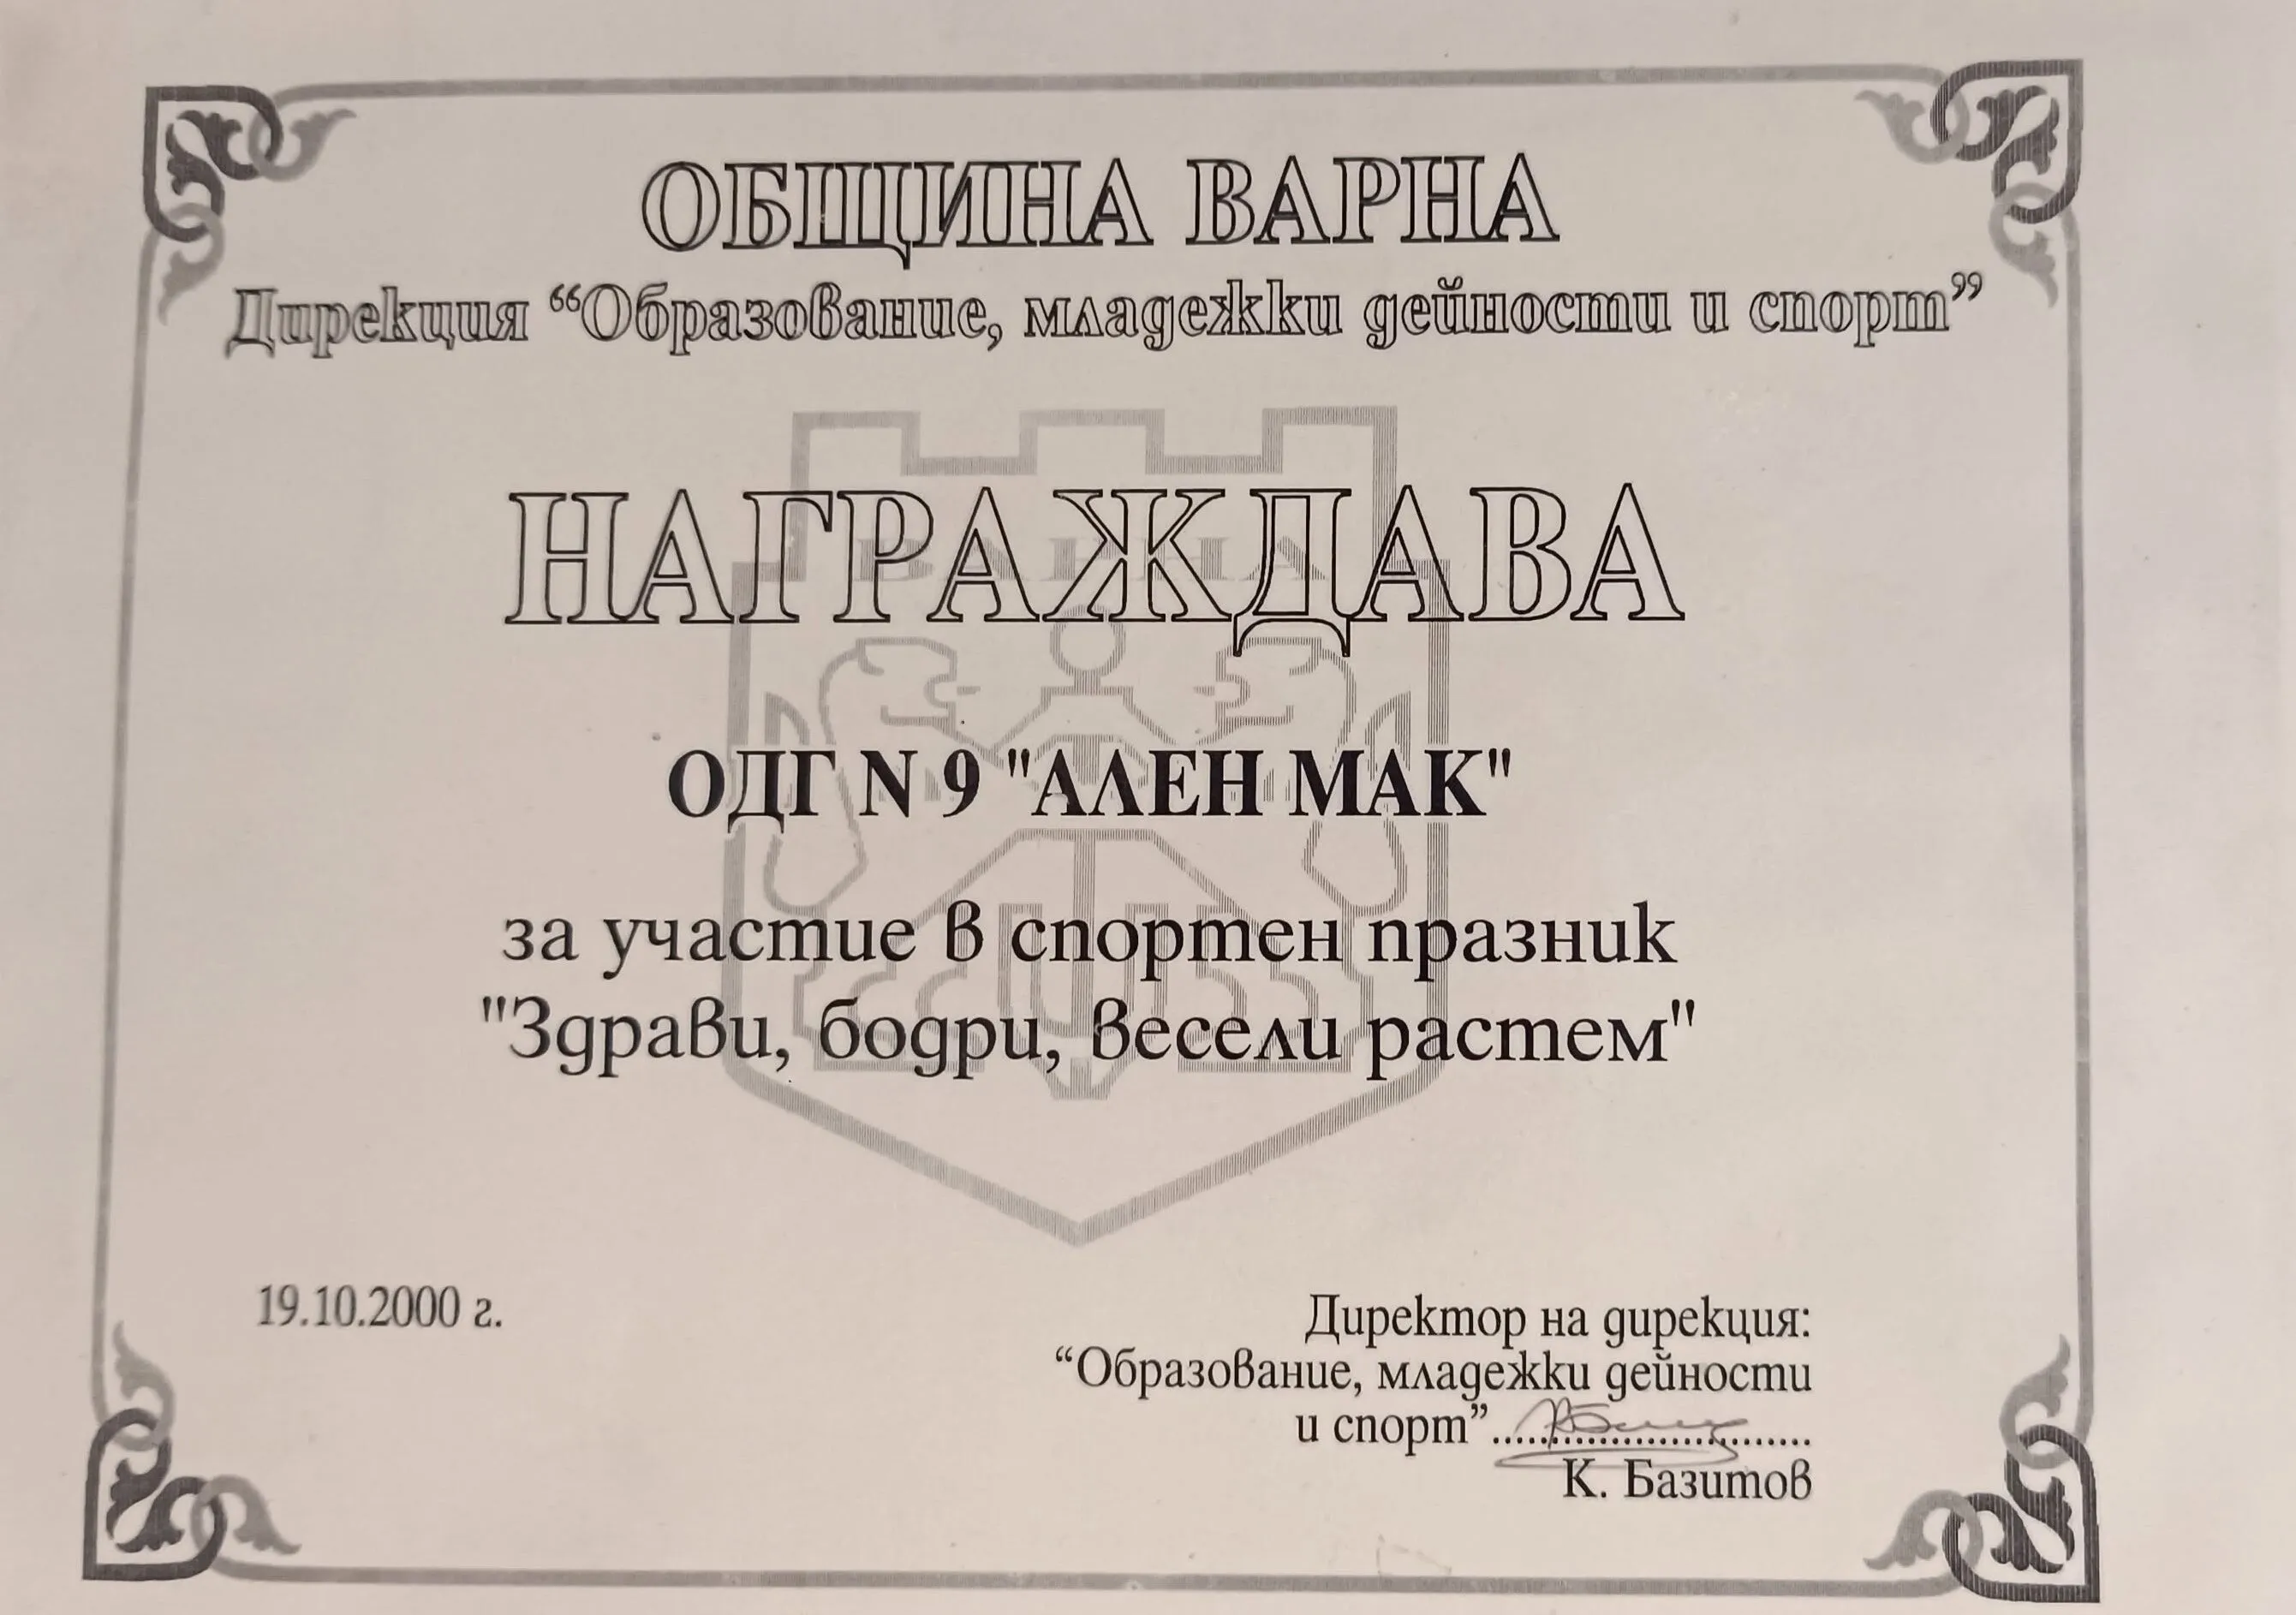 ОБЩИНА ВАРНА
Дирекция “Образование, младежки дейности и спорт”
ВАРНА
НАГРАЖДАВА
ОДГ N 9 "АЛЕН МАК"
за участие в спортен празник
"Здрави, бодри, весели растем"
19.10.2000 г.
Директор на дирекция:
“Образование, младежки дейности
и спорт”..............................
К. Базитов